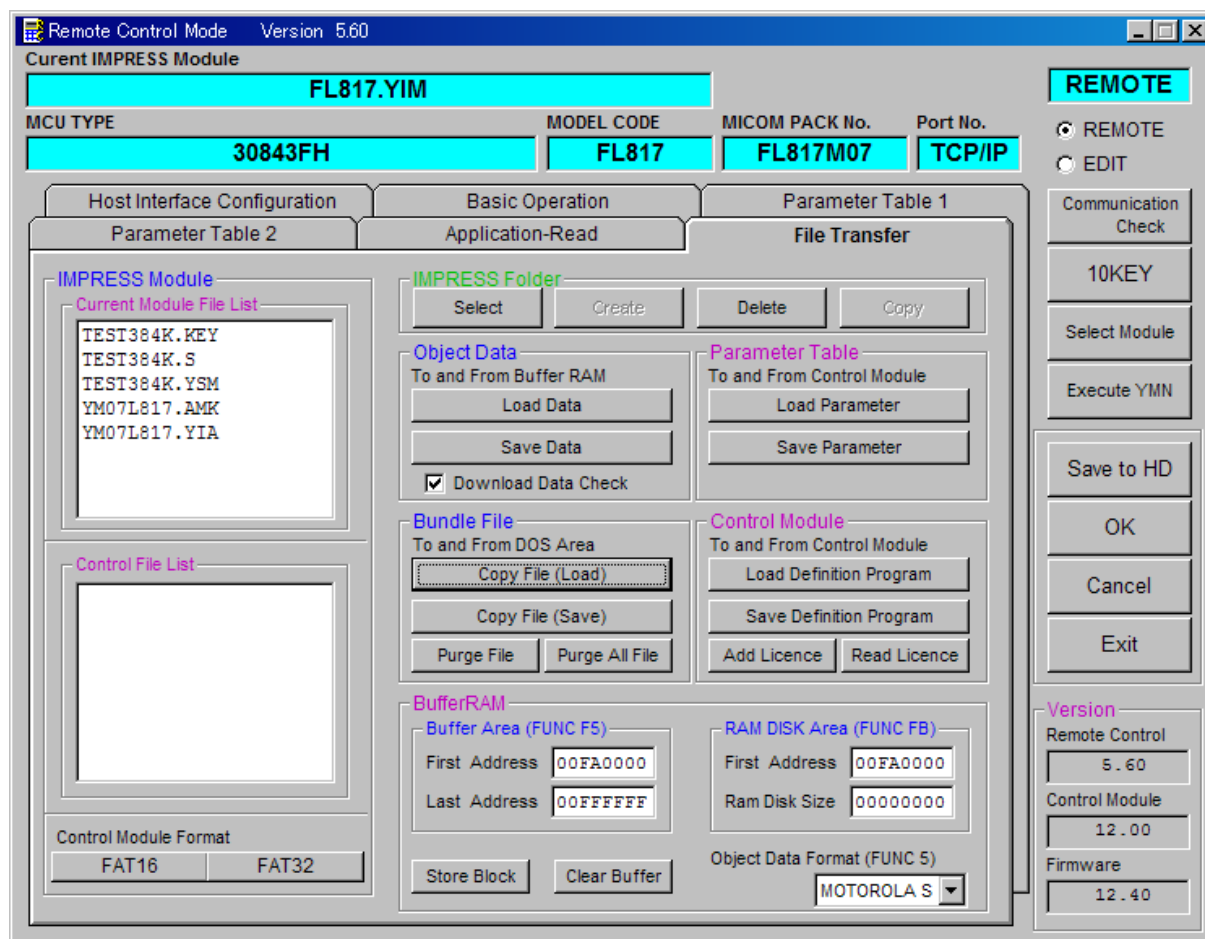 Remote Control Mode Version 5.60
Curent IMPRESS Module
FL817.YIM
REMOTE
MCU TYPE MODEL CODE MICOM PACK No. Port No.
30843FH FL817 FL817M07 TCP/IP
REMOTE
EDIT
Host Interface Configuration Basic Operation Parameter Table 1
Parameter Table 2 Application-Read File Transfer
Communication
Check
10KEY
Select Module
Execute YMN
Save to HD
OK
Cancel
Exit
IMPRESS Module
Current Module File List
TEST384K.KEY
TEST384K.S
TEST384K.YSM
YM07L817.AMK
YM07L817.YIA
Control File List
Control Module Format
FAT16 FAT32
IMPRESS Folder
Select Create Delete Copy
Object Data
To and From Buffer RAM
Load Data
Save Data
Download Data Check
Parameter Table
To and From Control Module
Load Parameter
Save Parameter
Bundle File
To and From DOS Area
Copy File (Load)
Copy File (Save)
Purge File Purge All File
Control Module
To and From Control Module
Load Definition Program
Save Definition Program
Add Licence Read Licence
BufferRAM
Buffer Area (FUNC F5)
First Address 00FA0000
Last Address 00FFFFFF
RAM DISK Area (FUNC FB)
First Address 00FA0000
Ram Disk Size 00000000
Store Block Clear Buffer
Object Data Format (FUNC 5)
MOTOROLA S
Version
Remote Control
5.60
Control Module
12.00
Firmware
12.40